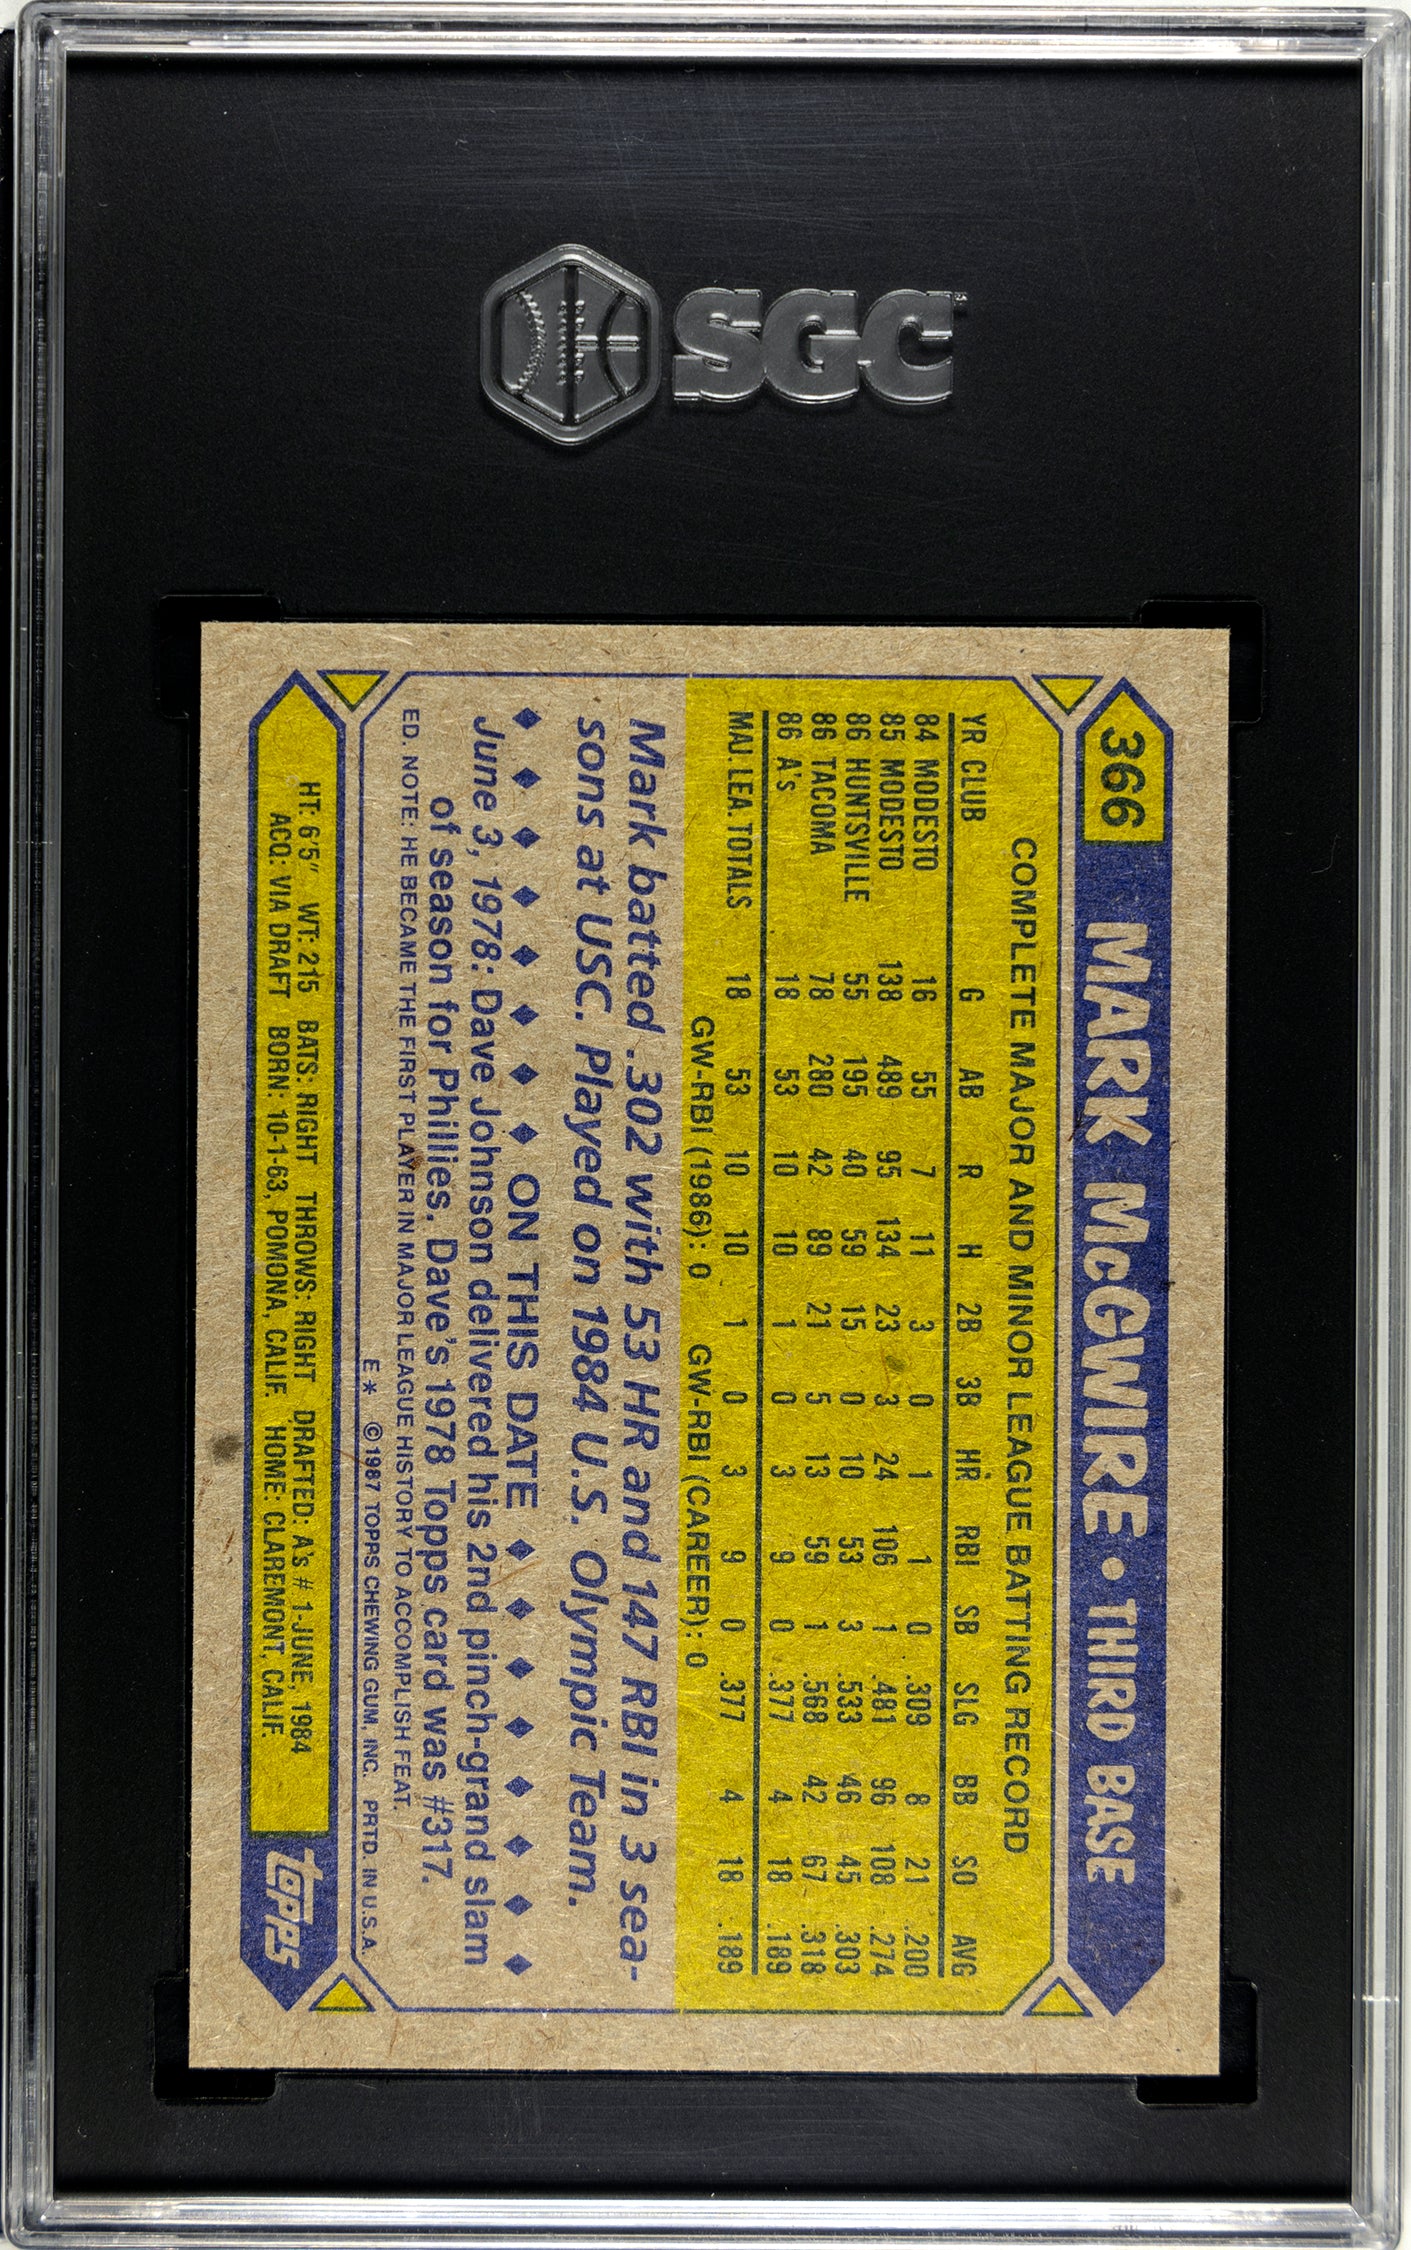 SGC
366 MARK McGWIRE • THIRD BASE
COMPLETE MAJOR AND MINOR LEAGUE BATTING RECORD
YR CLUB G AB R H 2B 3B HR RBI SB SLG BB SO AVG
84 MODESTO 16 55 7 11 3 0 1 1 0 .309 8 21 .200
85 MODESTO 138 489 95 134 23 3 24 106 1 .481 96 108 .274
86 HUNTSVILLE 55 195 40 59 15 0 10 53 3 .533 46 45 .303
86 TACOMA 78 280 42 89 21 5 13 59 1 .568 42 67 .318
86 A's 18 53 10 10 1 0 3 9 0 .377 4 18 .189
MAJ. LEA. TOTALS 18 53 10 10 1 0 3 9 0 .377 4 18 .189
GW-RBI (1986): 0 GW-RBI (CAREER): 0
Mark batted .302 with 53 HR and 147 RBI in 3 sea-
sons at USC. Played on 1984 U.S. Olympic Team.
ON THIS DATE
June 3, 1978: Dave Johnson delivered his 2nd pinch-grand slam
of season for Phillies. Dave's 1978 Topps card was #317.
ED. NOTE: HE BECAME THE FIRST PLAYER IN MAJOR LEAGUE HISTORY TO ACCOMPLISH FEAT.
E* ©1987 TOPPS CHEWING GUM, INC. PRTD. IN U.S.A.
HT: 6'5" WT: 215 BATS: RIGHT THROWS: RIGHT DRAFTED: A's #1-JUNE, 1984
ACQ: VIA DRAFT BORN: 10-1-63, POMONA, CALIF. HOME: CLAREMONT, CALIF.
topps